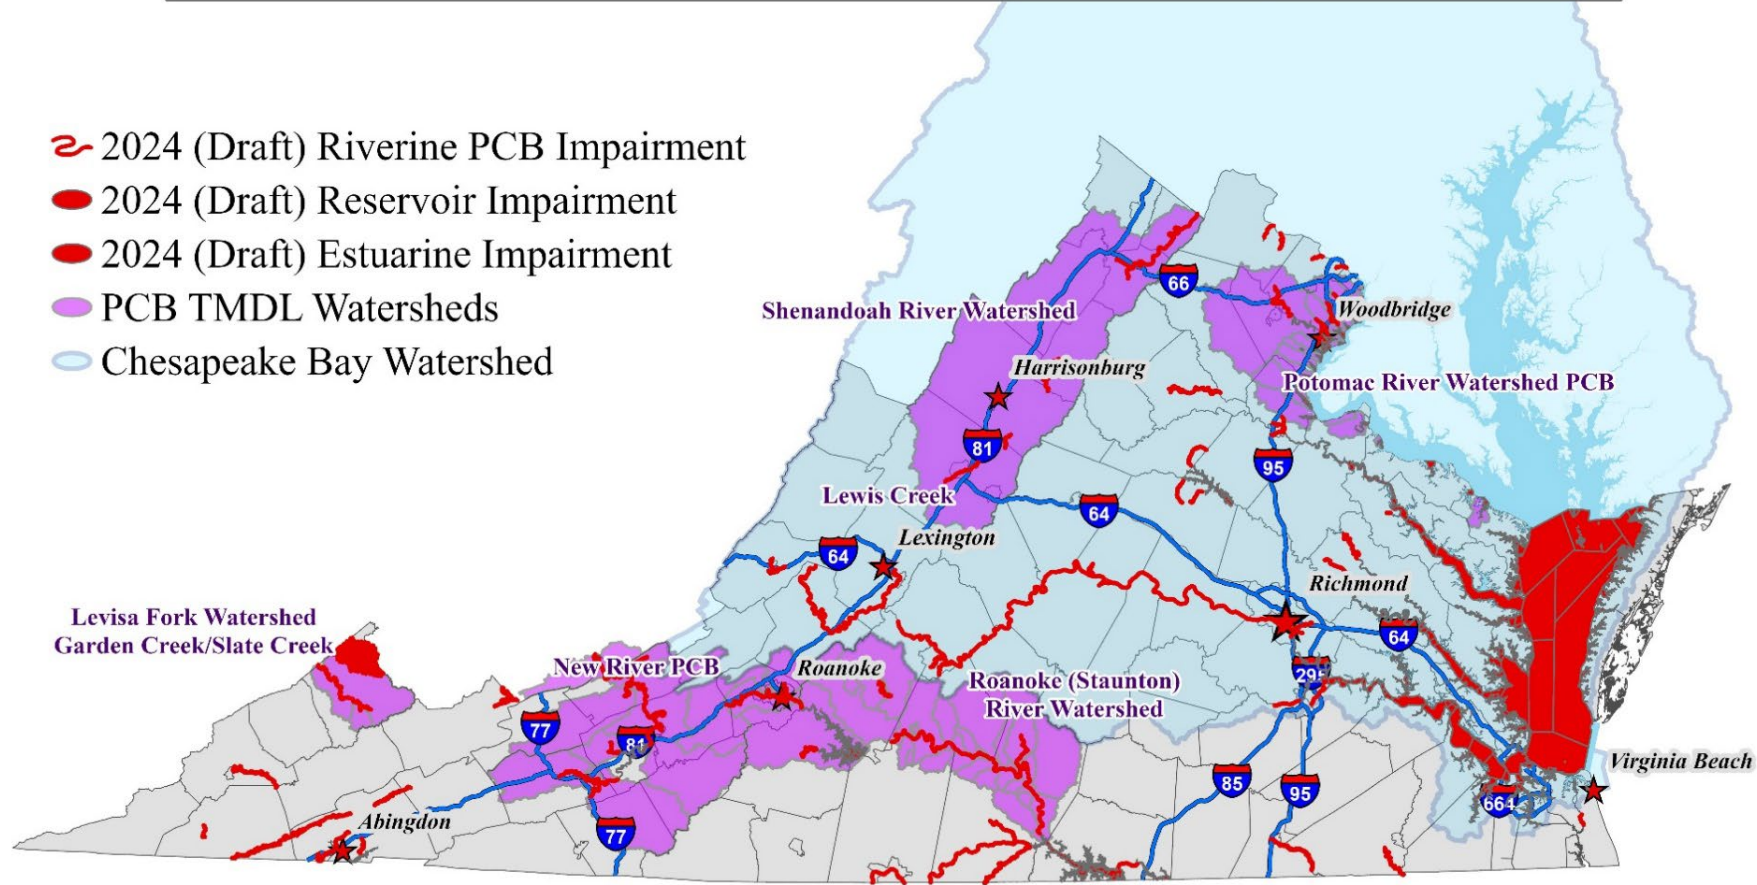 2024 (Draft) Riverine PCB Impairment
2024 (Draft) Reservoir Impairment
2024 (Draft) Estuarine Impairment
PCB TMDL Watersheds
Chesapeake Bay Watershed
66
Shenandoah River Watershed
Woodbridge
Harrisonburg
Potomac River Watershed PCB
81
95
Lewis Creek
64
Lexington
64
Richmond
Levisa Fork Watershed
Garden Creek/Slate Creek
64
New River PCB
Roanoke
295
Roanoke (Staunton)
River Watershed
77
81
Virginia Beach
85
95
664
Abingdon
77